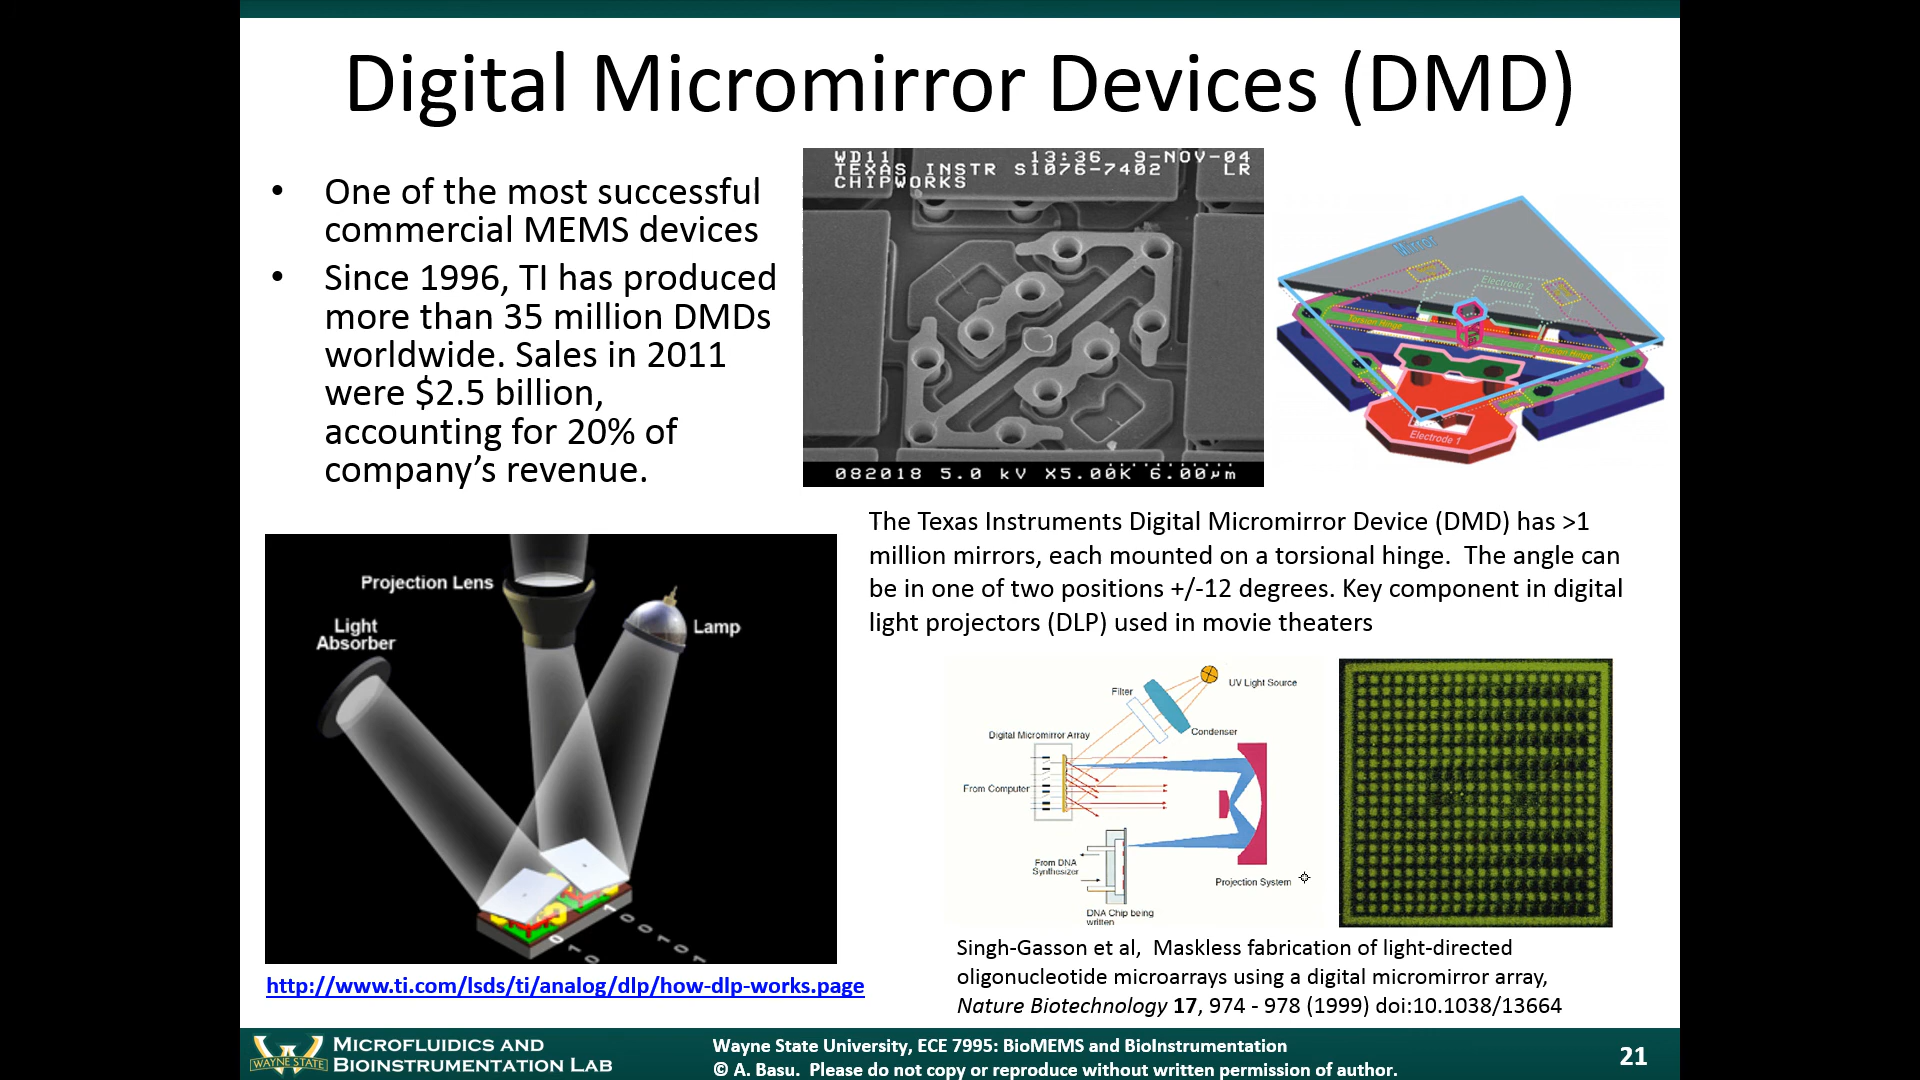 Digital Micromirror Devices (DMD)
• One of the most successful
commercial MEMS devices
• Since 1996, TI has produced
more than 35 million DMDs
worldwide. Sales in 2011
were $2.5 billion,
accounting for 20% of
company’s revenue.
WD11 13:36 9-NOV-04
TEXAS INSTR S1076-7402 LR
CHIPWORKS
082018 5.0 kV X5.00K 6.00µm
Mirror
Electrode
Torsion Hinge
Torsion Hinge
Electrode 1
The Texas Instruments Digital Micromirror Device (DMD) has >1
million mirrors, each mounted on a torsional hinge. The angle can
be in one of two positions +/-12 degrees. Key component in digital
light projectors (DLP) used in movie theaters
Projection Lens
Light
Absorber
Lamp
UV Light Source
Filter
Condenser
Digital Micromirror Array
From Computer
From DNA
Synthesizer
Projection System
DNA Chip being
written
http://www.ti.com/lsds/ti/analog/dlp/how-dlp-works.page
Singh-Gasson et al, Maskless fabrication of light-directed
oligonucleotide microarrays using a digital micromirror array,
Nature Biotechnology 17, 974 - 978 (1999) doi:10.1038/13664
WAYNE STATE
MICROFLUIDICS AND
BIOINSTRUMENTATION LAB
Wayne State University, ECE 7995: BioMEMS and BioInstrumentation
© A. Basu. Please do not copy or reproduce without written permission of author.
21